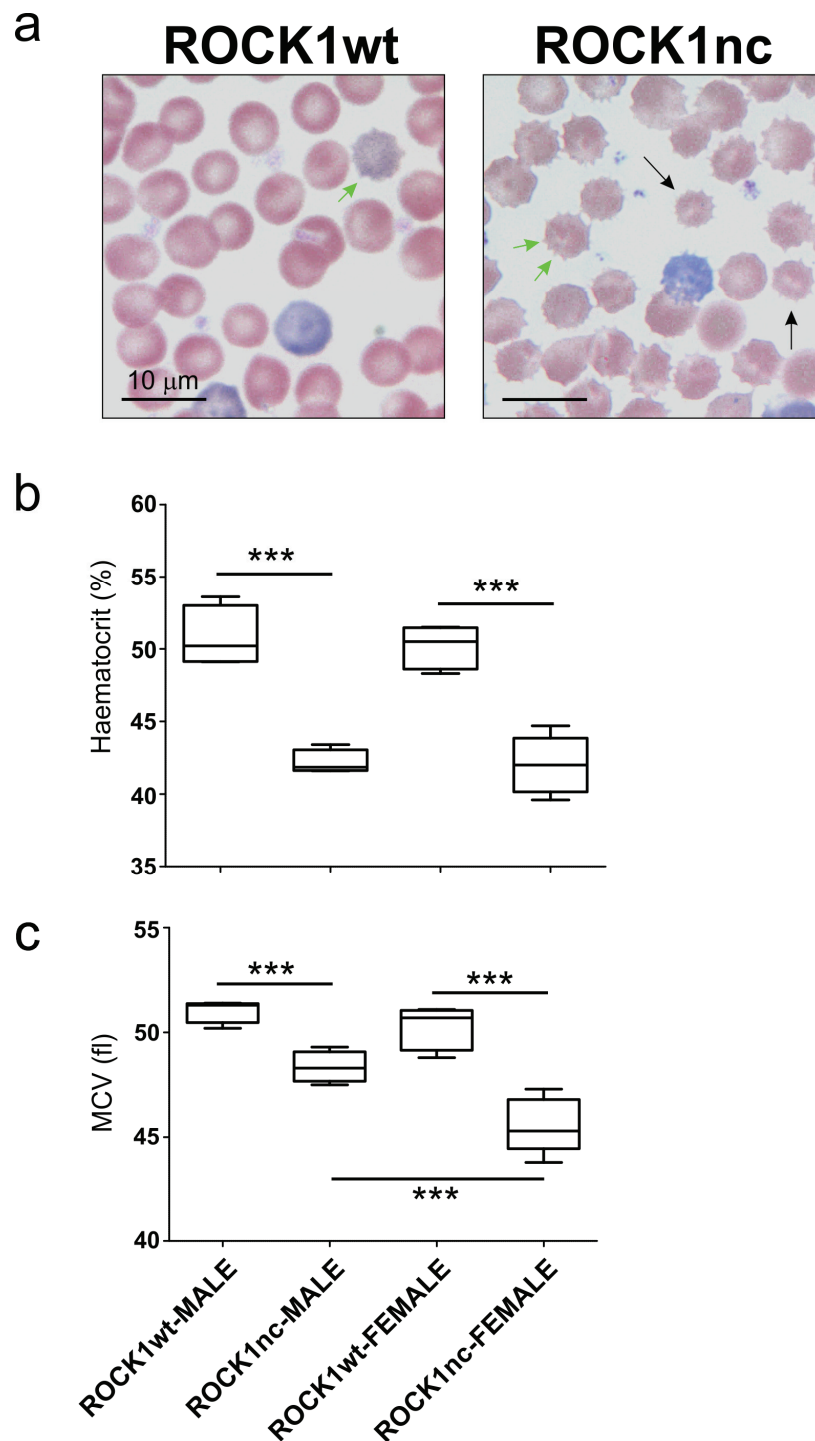 a
ROCK1wt ROCK1nc
10 μm
b
Haematocrit (%)
60
55
50
45
40
35
***
***
c
MCV (fl)
55
50
45
40
***
***
***
ROCK1wt-MALE
ROCK1nc-MALE
ROCK1wt-FEMALE
ROCK1nc-FEMALE